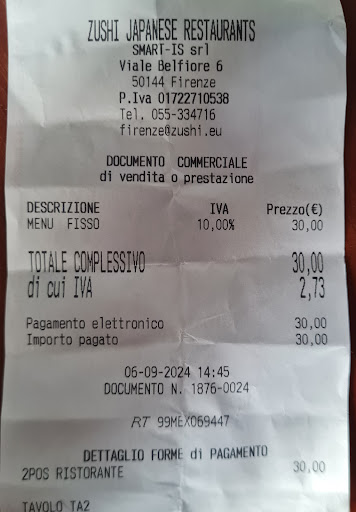 ZUSHI JAPANESE RESTAURANTS
SMART-IS srl
Viale Belfiore 6
50144 Firenze
P.Iva 01722710538
Tel. 055-334716
firenze@zushi.eu
DOCUMENTO COMMERCIALE
di vendita o prestazione
DESCRIZIONE IVA Prezzo(€)
MENU FISSO 10,00% 30,00
TOTALE COMPLESSIVO 30,00
di cui IVA 2,73
Pagamento elettronico 30,00
Importo pagato 30,00
06-09-2024 14:45
DOCUMENTO N. 1876-0024
RT 99MEX069447
DETTAGLIO FORME di PAGAMENTO
2POS RISTORANTE 30,00
TAVOLO TA2